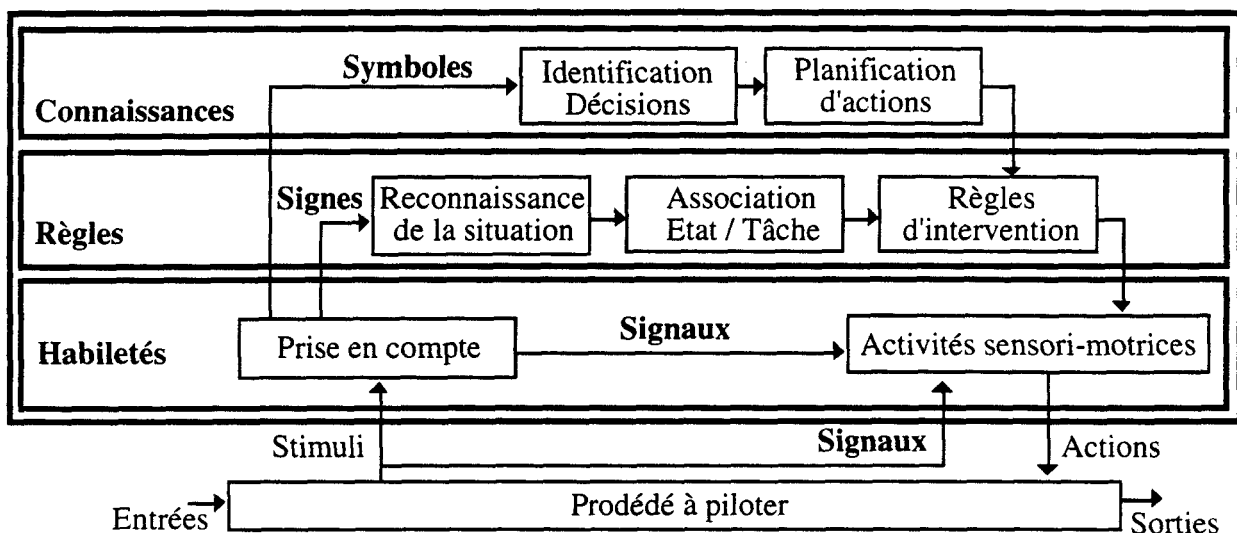 Symboles
Identification
Décisions
Planification
d'actions
Connaissances
Signes
Reconnaissance
de la situation
Association
Etat / Tâche
Règles
d'intervention
Règles
Habiletés
Prise en compte
Signaux
Activités sensori-motrices
Stimuli
Signaux
Actions
Entrées
Prodédé à piloter
Sorties